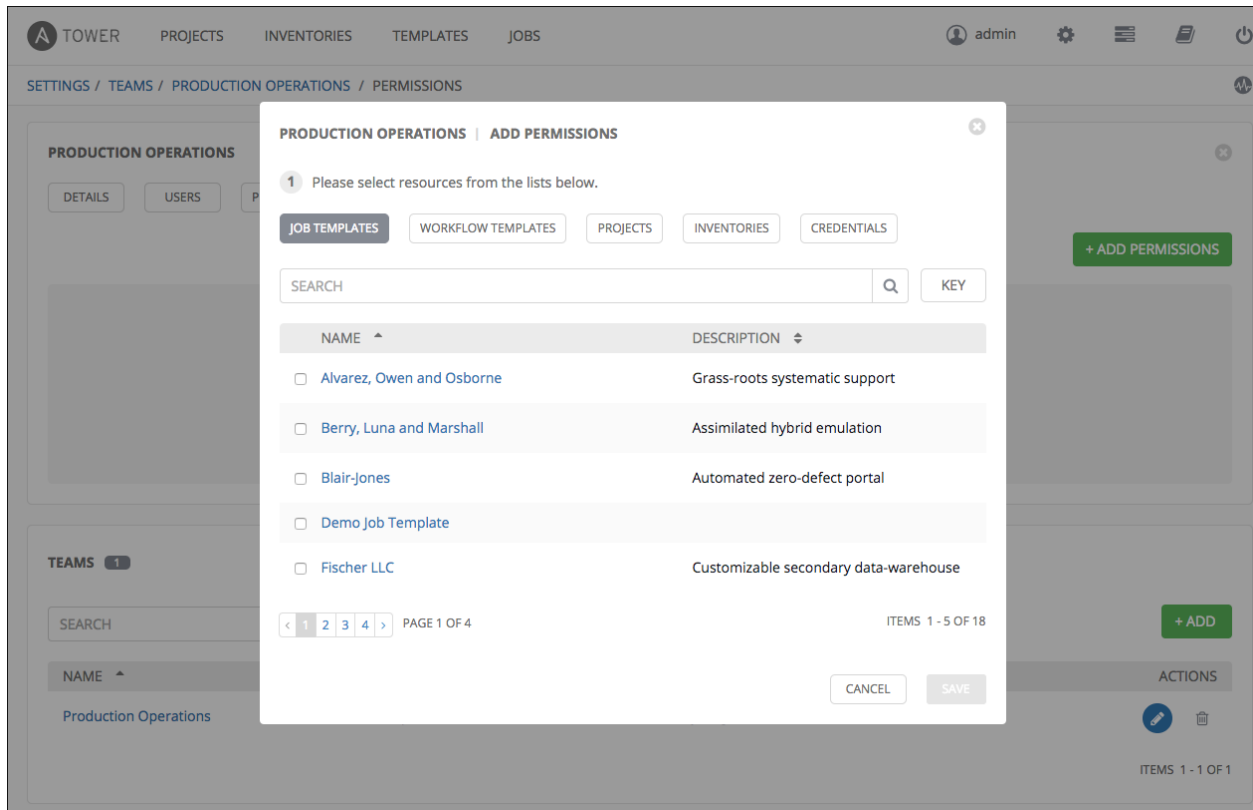 A TOWER PROJECTS INVENTORIES TEMPLATES JOBS admin
SETTINGS / TEAMS / PRODUCTION OPERATIONS / PERMISSIONS
PRODUCTION OPERATIONS
DETAILS USERS P
+ ADD PERMISSIONS
PRODUCTION OPERATIONS | ADD PERMISSIONS
1 Please select resources from the lists below.
JOB TEMPLATES WORKFLOW TEMPLATES PROJECTS INVENTORIES CREDENTIALS
SEARCH KEY
NAME DESCRIPTION
Alvarez, Owen and Osborne Grass-roots systematic support
Berry, Luna and Marshall Assimilated hybrid emulation
Blair-Jones Automated zero-defect portal
Demo Job Template
Fischer LLC Customizable secondary data-warehouse
< 1 2 3 4 > PAGE 1 OF 4 ITEMS 1 - 5 OF 18
CANCEL SAVE
TEAMS 1
SEARCH + ADD
NAME ACTIONS
Production Operations
ITEMS 1 - 1 OF 1